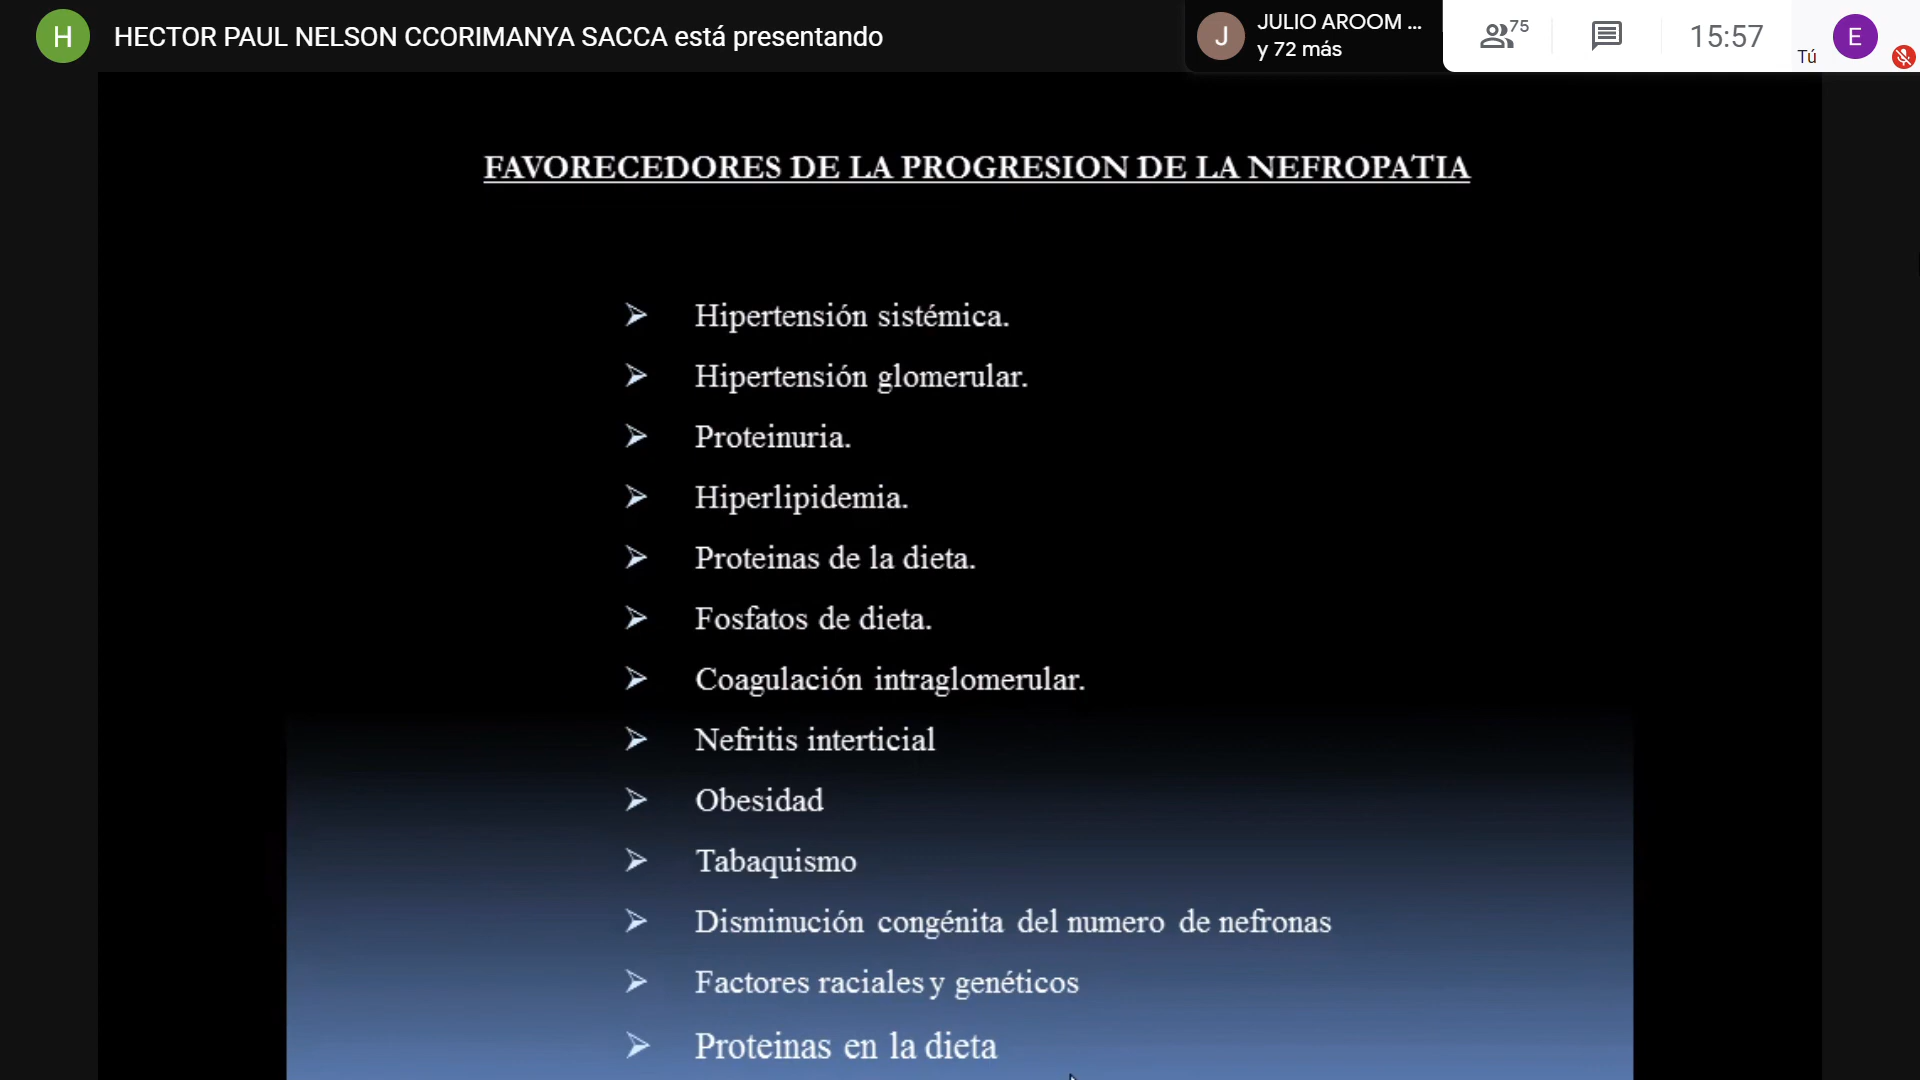 H
HECTOR PAUL NELSON CCORIMANYA SACCA está presentando
J
JULIO AROOM ...
y 72 más
75
15:57
Tú
E
FAVORECEDORES DE LA PROGRESION DE LA NEFROPATIA
➢ Hipertensión sistémica.
➢ Hipertensión glomerular.
➢ Proteinuria.
➢ Hiperlipidemia.
➢ Proteinas de la dieta.
➢ Fosfatos de dieta.
➢ Coagulación intraglomerular.
➢ Nefritis interticial
➢ Obesidad
➢ Tabaquismo
➢ Disminución congénita del numero de nefronas
➢ Factores raciales y genéticos
➢ Proteinas en la dieta